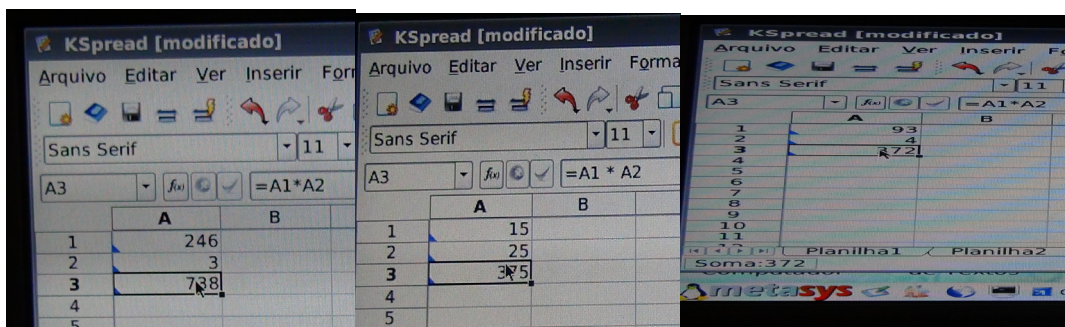 KSpread [modificado]
Arquivo Editar Ver Inserir Forr
Sans Serif 11
A3 f(x) =A1*A2
A B
1 246
2 3
3 738
4
5
KSpread [modificado]
Arquivo Editar Ver Inserir Forma
Sans Serif 11
A3 f(x) =A1 * A2
A B
1 15
2 25
3 375
4
5
KSpread [modificado]
Arquivo Editar Ver Inserir Fo
Sans Serif 11
A3 f(x) =A1*A2
A B
1 93
2 4
3 372
4
5
6
7
8
9
10
11
Planilha1 Planilha2
Soma:372
metasys